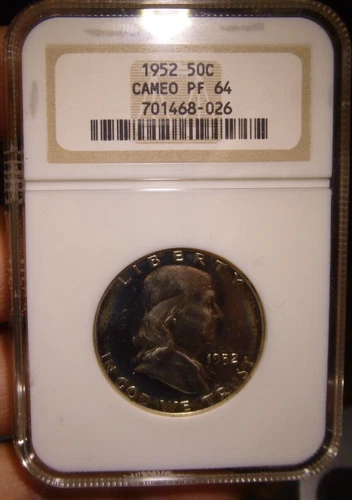 1952 50C
CAMEO PF 64
701468-026
LIBERTY
1952
IN GOD WE TRUST